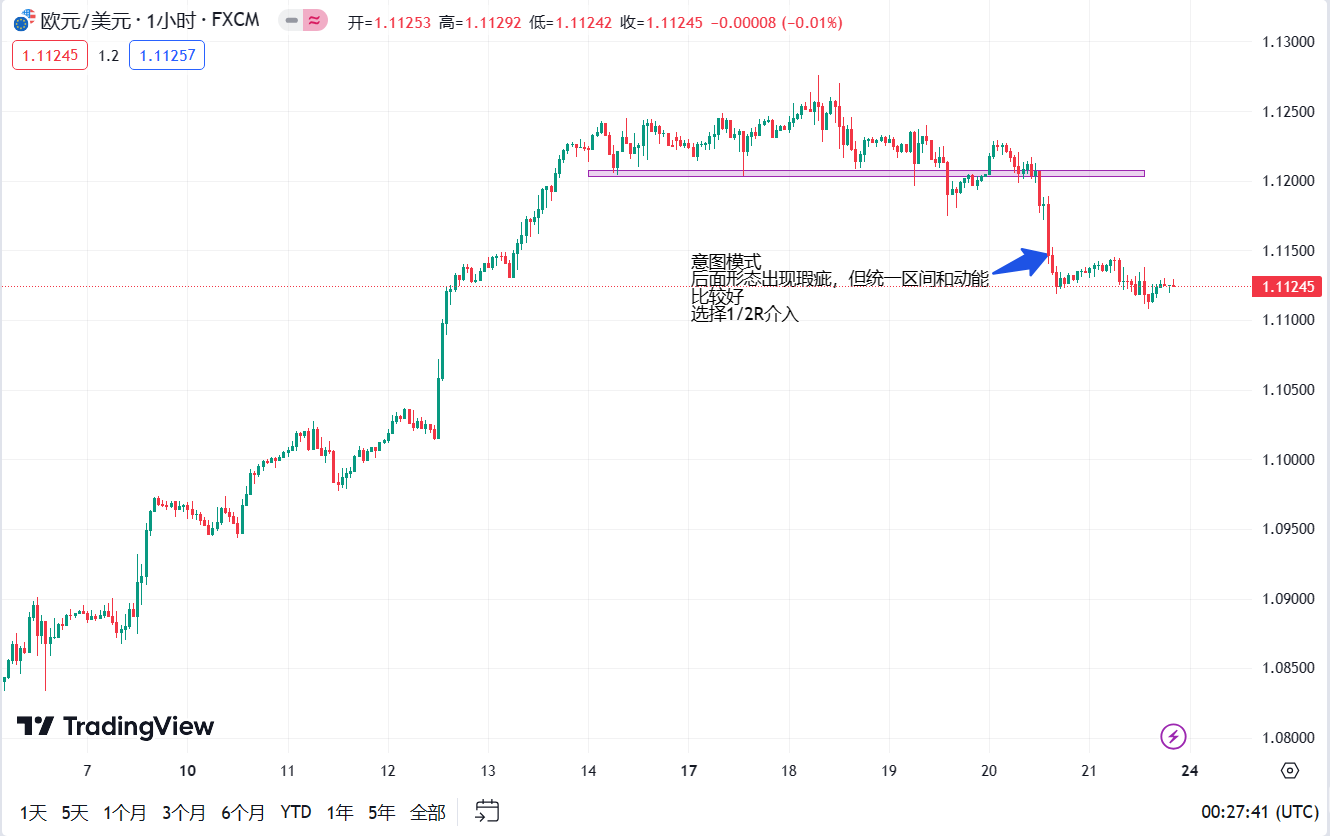 欧元/美元 · 1小时 · FXCM
开=1.11253 高=1.11292 低=1.11242 收=1.11245 −0.00008 (−0.01%)
1.11245 1.2 1.11257
1.13000
1.12500
1.12000
1.11500
1.11245
1.11000
1.10500
1.10000
1.09500
1.09000
1.08500
1.08000
意图模式
后面形态出现瑕疵，但统一区间和动能
比较好
选择1/2R介入
TradingView
7 10 11 12 13 14 17 18 19 20 21 24
1天 5天 1个月 3个月 6个月 YTD 1年 5年 全部
00:27:41 (UTC)